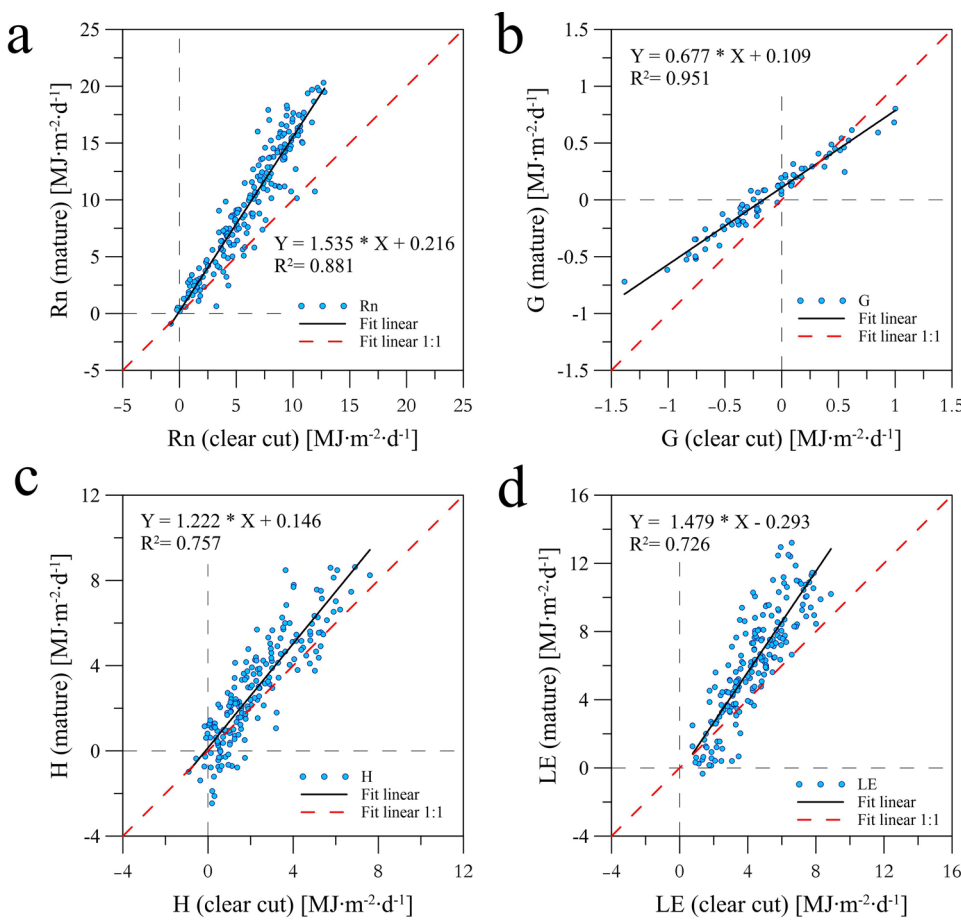 a
25
20
15
10
5
0
-5
Rn (mature) [MJ·m⁻²·d⁻¹]
Y = 1.535 * X + 0.216
R²= 0.881
Rn
Fit linear
Fit linear 1:1
-5 0 5 10 15 20 25
Rn (clear cut) [MJ·m⁻²·d⁻¹]
b
1.5
1
0.5
0
-0.5
-1
-1.5
G (mature) [MJ·m⁻²·d⁻¹]
Y = 0.677 * X + 0.109
R²= 0.951
G
Fit linear
Fit linear 1:1
-1.5 -1 -0.5 0 0.5 1 1.5
G (clear cut) [MJ·m⁻²·d⁻¹]
c
12
8
4
0
-4
H (mature) [MJ·m⁻²·d⁻¹]
Y = 1.222 * X + 0.146
R²= 0.757
H
Fit linear
Fit linear 1:1
-4 0 4 8 12
H (clear cut) [MJ·m⁻²·d⁻¹]
d
16
12
8
4
0
-4
LE (mature) [MJ·m⁻²·d⁻¹]
Y = 1.479 * X - 0.293
R²= 0.726
LE
Fit linear
Fit linear 1:1
-4 0 4 8 12 16
LE (clear cut) [MJ·m⁻²·d⁻¹]